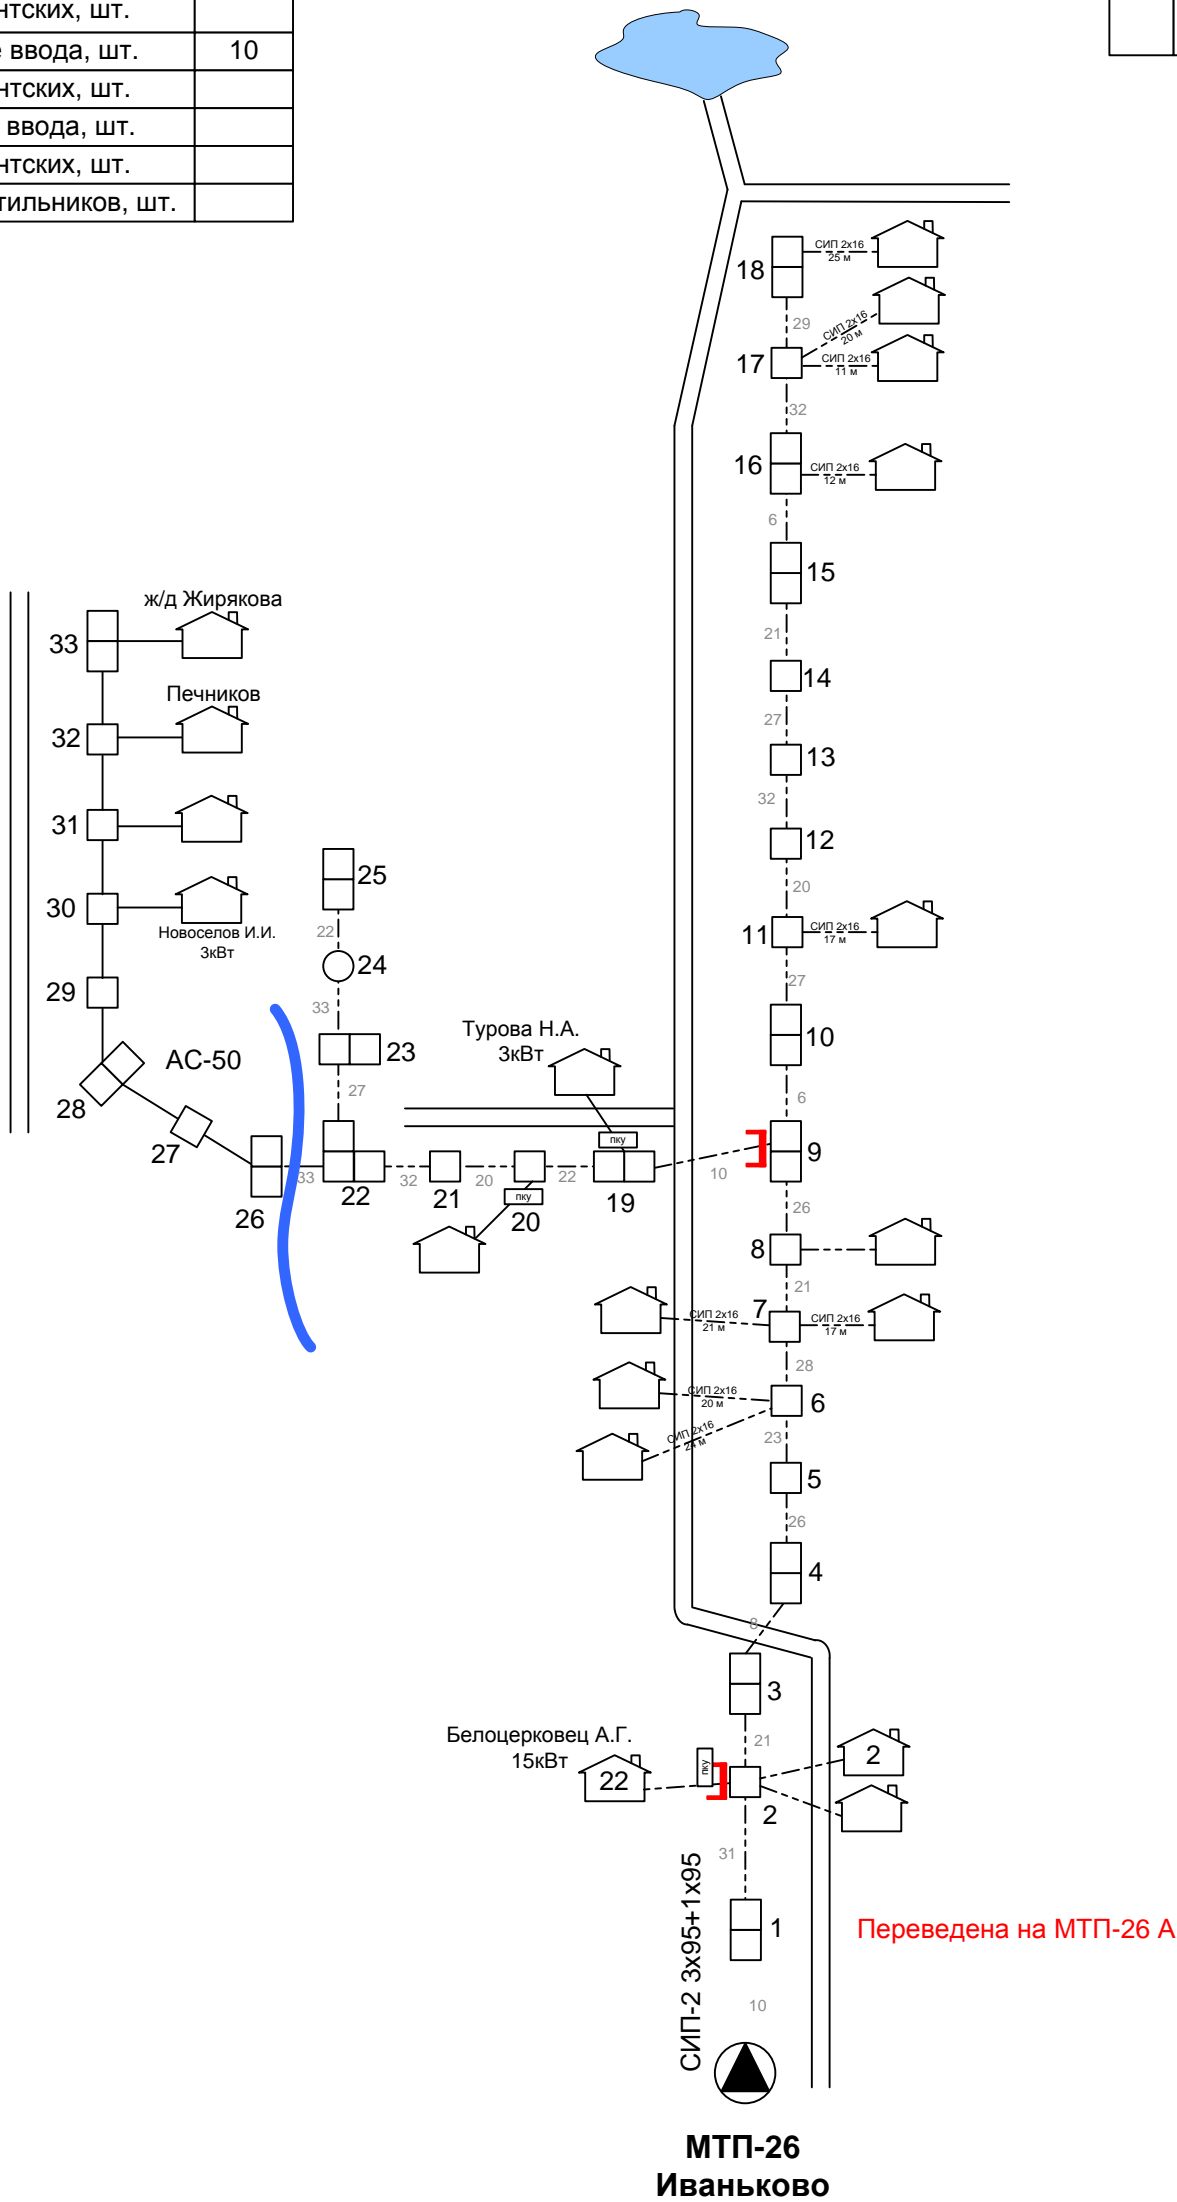 нтских, шт.
е ввода, шт. 10
нтских, шт.
ввода, шт.
нтских, шт.
тильников, шт.
18
СИП 2х16
25 м
29
СИП 2х16
20 м
17
СИП 2х16
11 м
32
16
СИП 2х16
12 м
6
15
21
14
27
13
32
12
20
11
СИП 2х16
17 м
27
10
6
9
10
26
8
21
7
СИП 2х16
21 м
СИП 2х16
17 м
28
6
СИП 2х16
20 м
СИП 2х16
24 м
23
5
26
4
8
3
21
Белоцерковец А.Г.
15кВт
22
пку
2
2
31
СИП-2 3х95+1х95
1
10
Переведена на МТП-26 А
МТП-26
Иваньково
ж/д Жирякова
33
Печников
32
31
30
Новоселов И.И.
3кВт
29
АС-50
28
27
26
33
25
22
24
33
23
27
22
32
21
20
20
пку
22
19
пку
Турова Н.А.
3кВт